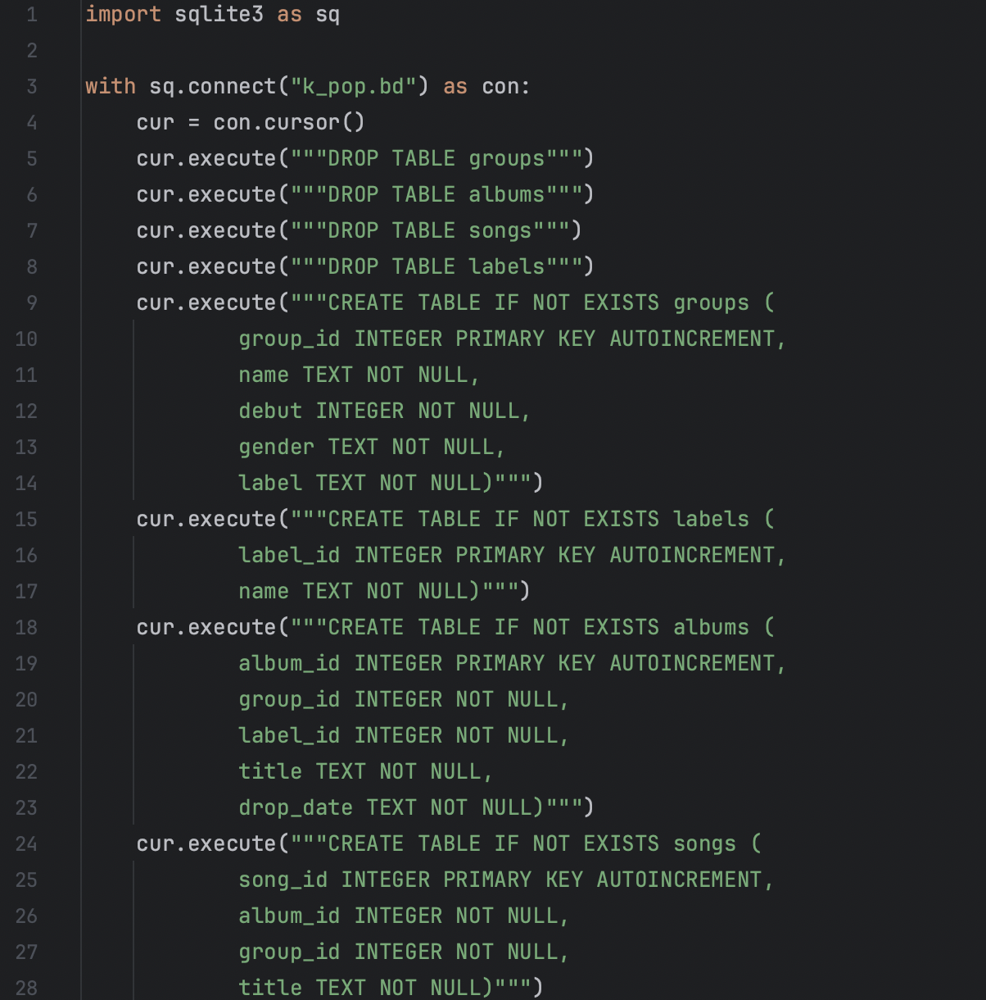 1 import sqlite3 as sq
2
3 with sq.connect("k_pop.bd") as con:
4     cur = con.cursor()
5     cur.execute("""DROP TABLE groups""")
6     cur.execute("""DROP TABLE albums""")
7     cur.execute("""DROP TABLE songs""")
8     cur.execute("""DROP TABLE labels""")
9     cur.execute("""CREATE TABLE IF NOT EXISTS groups (
10             group_id INTEGER PRIMARY KEY AUTOINCREMENT,
11             name TEXT NOT NULL,
12             debut INTEGER NOT NULL,
13             gender TEXT NOT NULL,
14             label TEXT NOT NULL)""")
15     cur.execute("""CREATE TABLE IF NOT EXISTS labels (
16             label_id INTEGER PRIMARY KEY AUTOINCREMENT,
17             name TEXT NOT NULL)""")
18     cur.execute("""CREATE TABLE IF NOT EXISTS albums (
19             album_id INTEGER PRIMARY KEY AUTOINCREMENT,
20             group_id INTEGER NOT NULL,
21             label_id INTEGER NOT NULL,
22             title TEXT NOT NULL,
23             drop_date TEXT NOT NULL)""")
24     cur.execute("""CREATE TABLE IF NOT EXISTS songs (
25             song_id INTEGER PRIMARY KEY AUTOINCREMENT,
26             album_id INTEGER NOT NULL,
27             group_id INTEGER NOT NULL,
28             title TEXT NOT NULL)""")